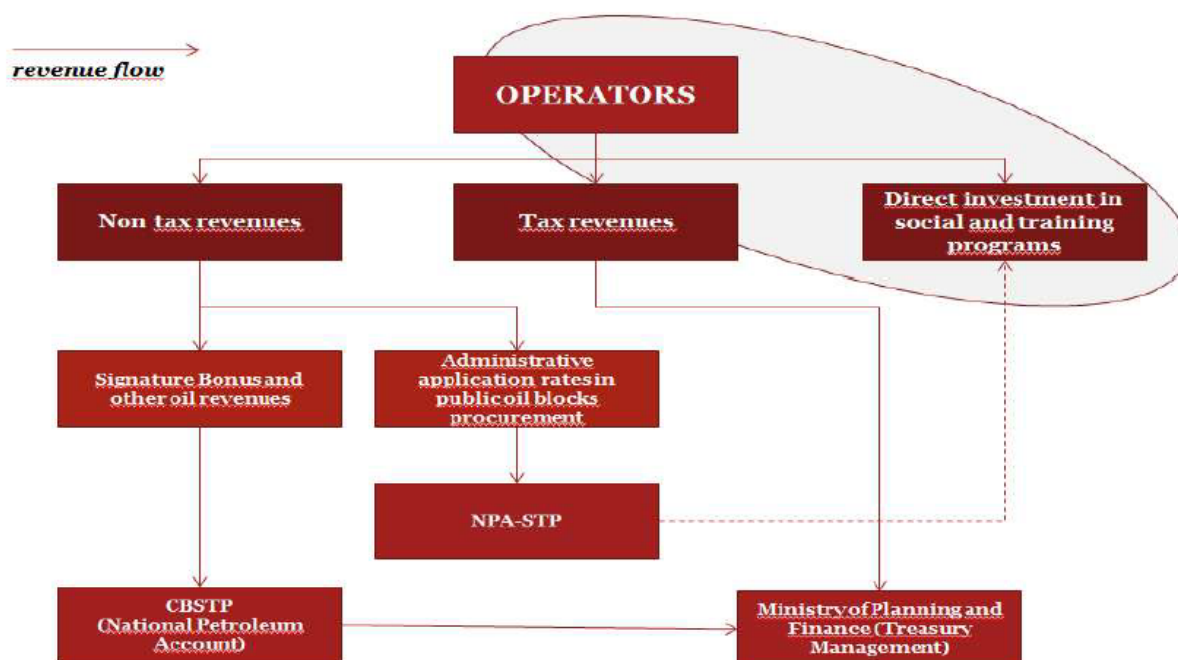 revenue flow
OPERATORS
Non tax revenues
Tax revenues
Direct investment in
social and training
programs
Signature Bonus and
other oil revenues
Administrative
application rates in
public oil blocks
procurement
NPA-STP
CBSTP
(National Petroleum
Account)
Ministry of Planning and
Finance (Treasury
Management)